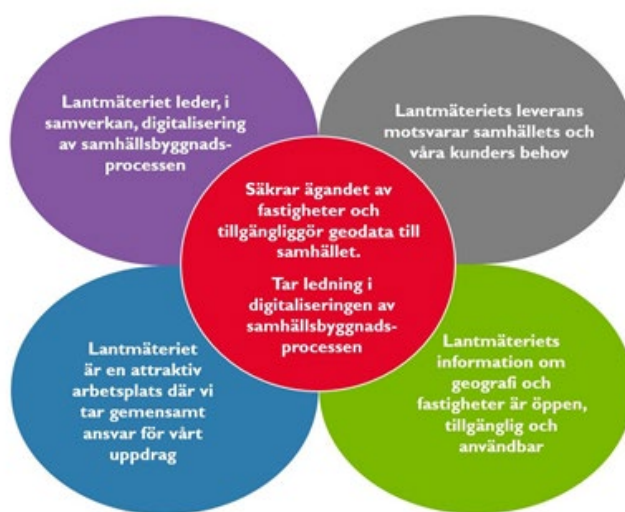 Lantmäteriet leder, i
samverkan, digitalisering
av samhällsbyggnads-
processen
Lantmäteriets leverans
motsvarar samhällets och
våra kunders behov
Säkrar ägandet av
fastigheter och
tillgängliggör geodata till
samhället.
Tar ledning i
digitaliseringen av
samhällsbyggnads-
processen
Lantmäteriet
är en attraktiv
arbetsplats där vi
tar gemensamt
ansvar för vårt
uppdrag
Lantmäteriets
information om
geografi och
fastigheter är öppen,
tillgänglig och
användbar